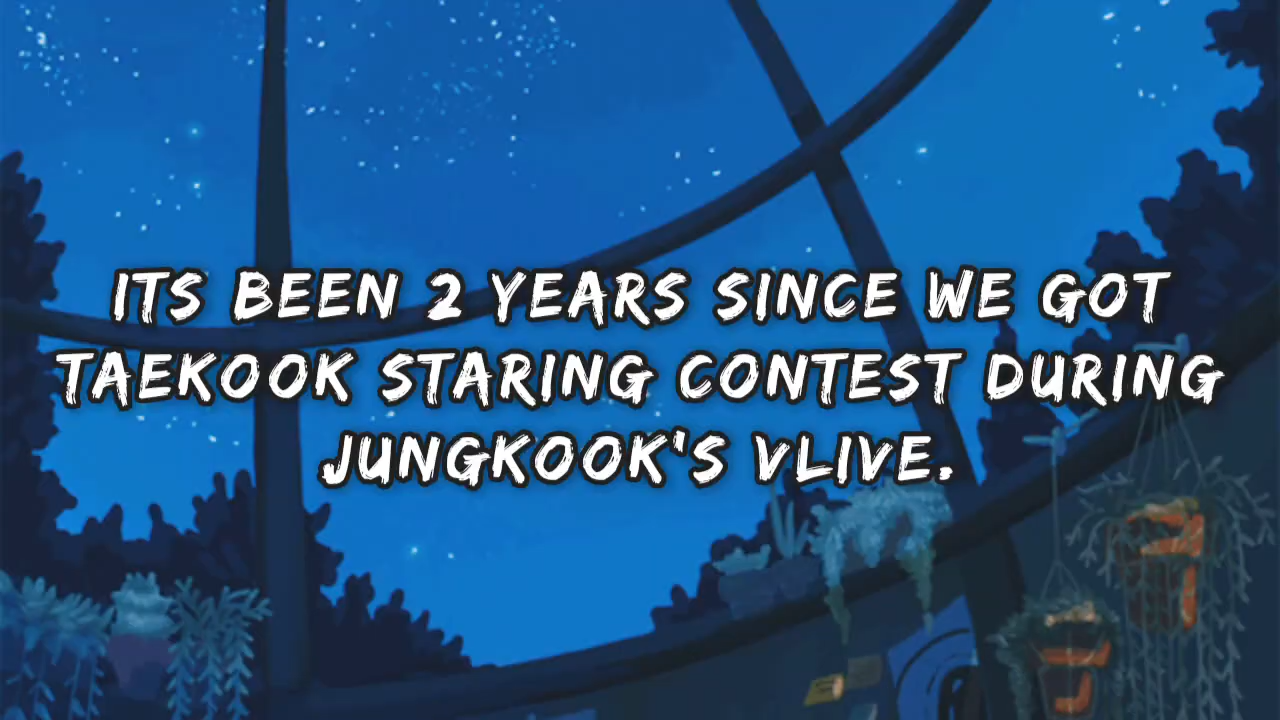 ITS BEEN 2 YEARS SINCE WE GOT
TAEKOOK STARING CONTEST DURING
JUNGKOOK'S VLIVE.